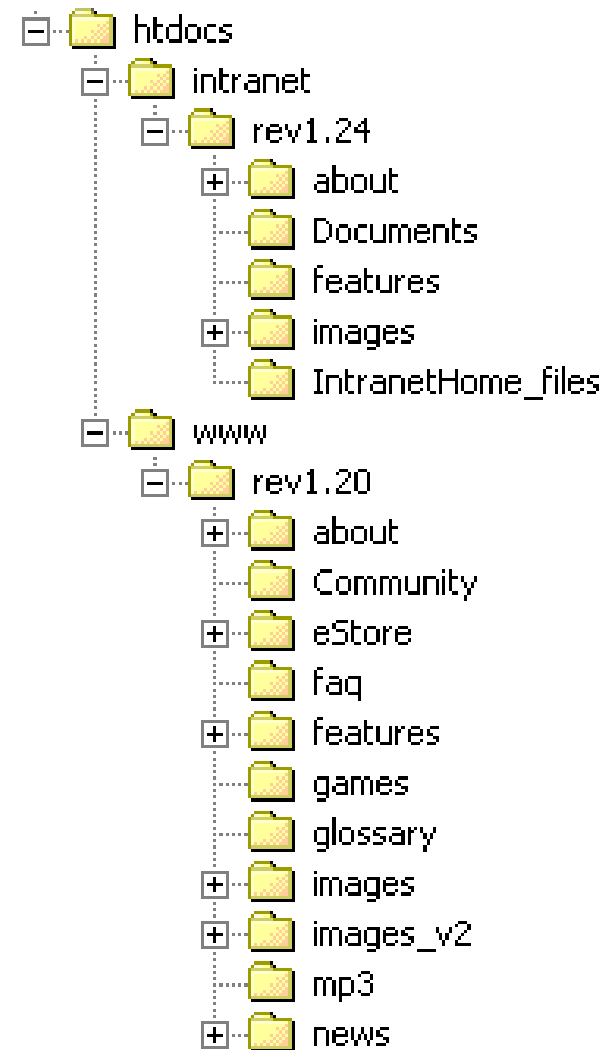 htdocs
intranet
rev1.24
about
Documents
features
images
IntranetHome_files
www
rev1.20
about
Community
eStore
faq
features
games
glossary
images
images_v2
mp3
news